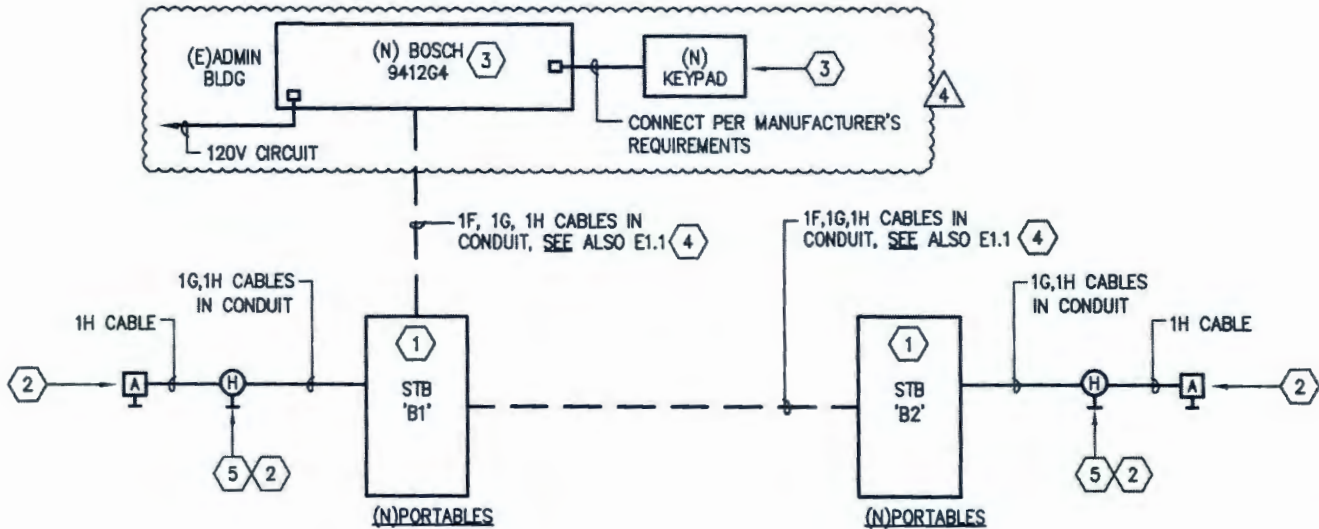 (E)ADMIN
BLDG
(N) BOSCH
9412G4
3
(N)
KEYPAD
3
4
120V CIRCUIT
CONNECT PER MANUFACTURER'S
REQUIREMENTS
1F, 1G, 1H CABLES IN
CONDUIT, SEE ALSO E1.1
4
1F,1G,1H CABLES IN
CONDUIT, SEE ALSO E1.1
4
1G,1H CABLES
IN CONDUIT
1H CABLE
1G,1H CABLES
IN CONDUIT
1H CABLE
2
A
H
1
STB
'B1'
1
STB
'B2'
H
A
2
5
2
5
2
(N)PORTABLES
(N)PORTABLES